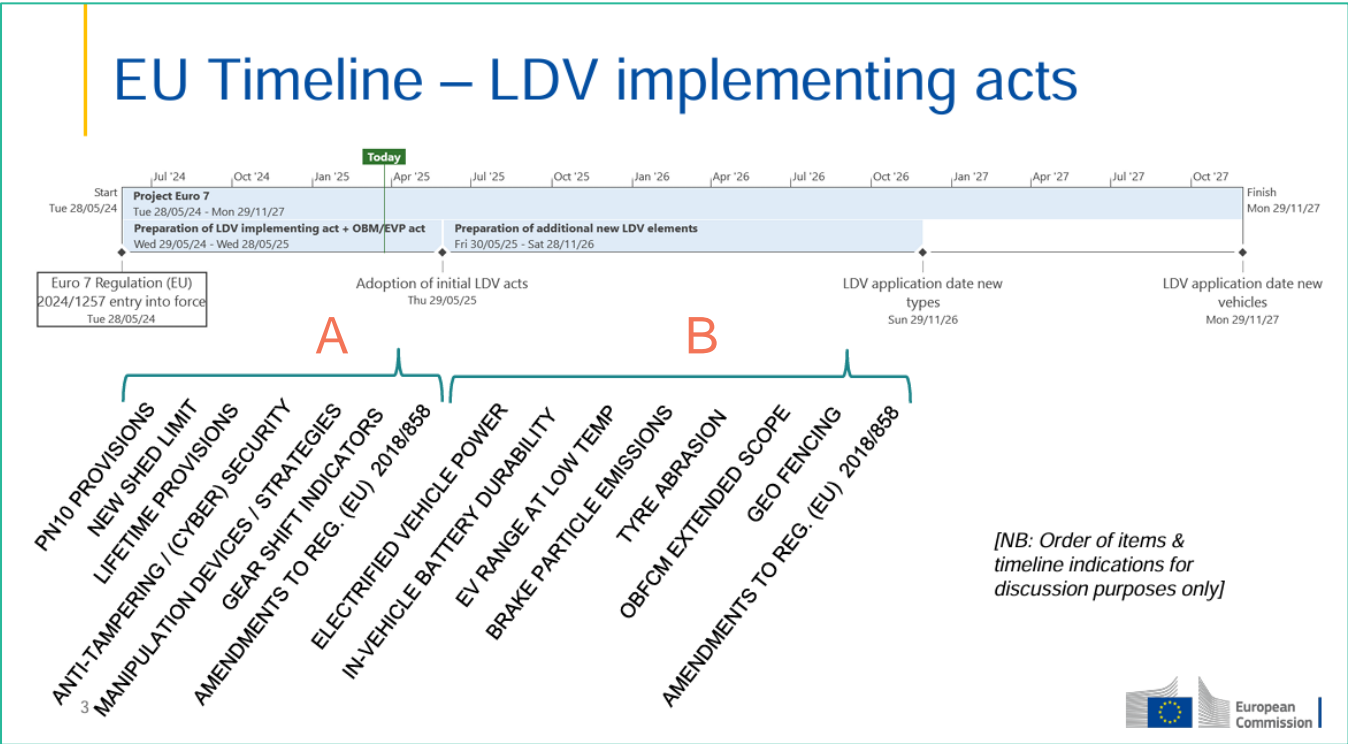 EU Timeline – LDV implementing acts
Today
Jul '24
Oct '24
Jan '25
Apr '25
Jul '25
Oct '25
Jan '26
Apr '26
Jul '26
Oct '26
Jan '27
Apr '27
Jul '27
Oct '27
Start
Tue 28/05/24
Project Euro 7
Tue 28/05/24 - Mon 29/11/27
Finish
Mon 29/11/27
Preparation of LDV implementing act + OBM/EVP act
Wed 29/05/24 - Wed 28/05/25
Preparation of additional new LDV elements
Fri 30/05/25 - Sat 28/11/26
Euro 7 Regulation (EU)
2024/1257 entry into force
Tue 28/05/24
Adoption of initial LDV acts
Thu 29/05/25
LDV application date new
types
Sun 29/11/26
LDV application date new
vehicles
Mon 29/11/27
A
B
PN10 PROVISIONS
NEW SHED LIMIT
LIFETIME PROVISIONS
ANTI-TAMPERING / (CYBER) SECURITY
MANIPULATION DEVICES / STRATEGIES
GEAR SHIFT INDICATORS
AMENDMENTS TO REG. (EU) 2018/858
ELECTRIFIED VEHICLE POWER
IN-VEHICLE BATTERY DURABILITY
EV RANGE AT LOW TEMP
BRAKE PARTICLE EMISSIONS
TYRE ABRASION
OBFCM EXTENDED SCOPE
GEO FENCING
AMENDMENTS TO REG. (EU) 2018/858
[NB: Order of items &
timeline indications for
discussion purposes only]
3
European
Commission